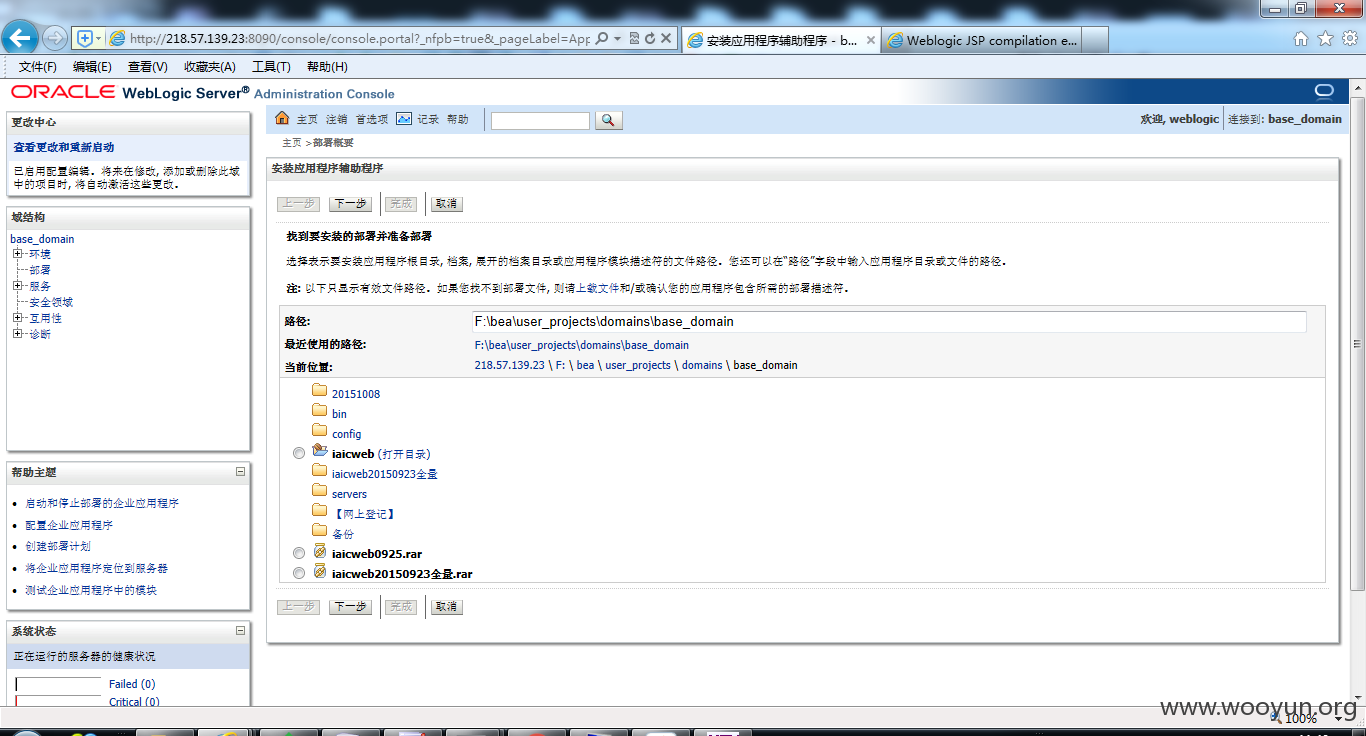 http://218.57.139.23:8090/console/console.portal?_nfpb=true&_pageLabel=App
安装应用程序辅助程序 - b...
Weblogic JSP compilation e...
文件(F) 编辑(E) 查看(V) 收藏夹(A) 工具(T) 帮助(H)
ORACLE WebLogic Server® Administration Console
更改中心
查看更改和重新启动
已启用配置编辑。将来在修改, 添加或删除此域
中的项目时, 将自动激活这些更改。
域结构
base_domain
环境
部署
服务
安全领域
互用性
诊断
帮助主题
启动和停止部署的企业应用程序
配置企业应用程序
创建部署计划
将企业应用程序定位到服务器
测试企业应用程序中的模块
系统状态
正在运行的服务器的健康状况
Failed (0)
Critical (0)
主页 注销 首选项 记录 帮助
欢迎, weblogic 连接到: base_domain
主页 >部署概要
安装应用程序辅助程序
上一步 下一步 完成 取消
找到要安装的部署并准备部署
选择表示要安装应用程序根目录, 档案, 展开的档案目录或应用程序模块描述符的文件路径。您还可以在“路径”字段中输入应用程序目录或文件的路径。
注: 以下只显示有效文件路径。如果您找不到部署文件, 则请上载文件和/或确认您的应用程序包含所需的部署描述符。
路径: F:\bea\user_projects\domains\base_domain
最近使用的路径: F:\bea\user_projects\domains\base_domain
当前位置: 218.57.139.23 \ F: \ bea \ user_projects \ domains \ base_domain
20151008
bin
config
iaicweb (打开目录)
iaicweb20150923全量
servers
【网上登记】
备份
iaicweb0925.rar
iaicweb20150923全量.rar
上一步 下一步 完成 取消
www.wooyun.org
100%